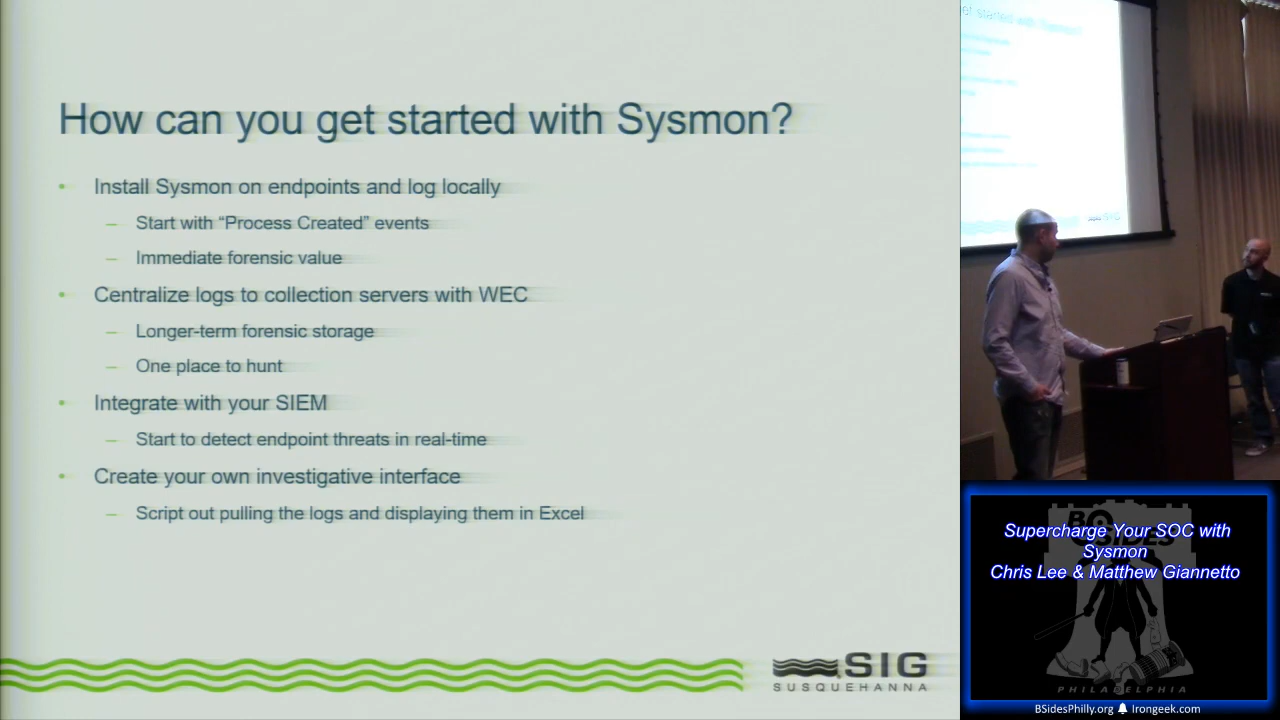 How can you get started with Sysmon?
• Install Sysmon on endpoints and log locally
– Start with “Process Created” events
– Immediate forensic value
• Centralize logs to collection servers with WEC
– Longer-term forensic storage
– One place to hunt
• Integrate with your SIEM
– Start to detect endpoint threats in real-time
• Create your own investigative interface
– Script out pulling the logs and displaying them in Excel
SIG
SUSQUEHANNA
BSIDES
Supercharge Your SOC with
Sysmon
Chris Lee & Matthew Giannetto
PHILADELPHIA
BSidesPhilly.org Irongeek.com